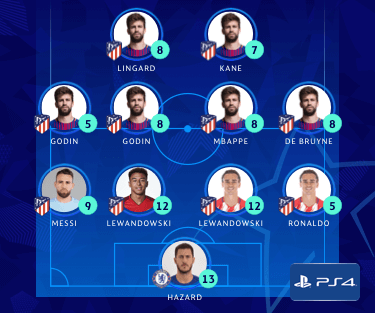 8 7
LINGARD KANE
5 8 8 8
GODIN GODIN MBAPPE DE BRUYNE
9 12 12 5
MESSI LEWANDOWSKI LEWANDOWSKI RONALDO
13
HAZARD
PS4